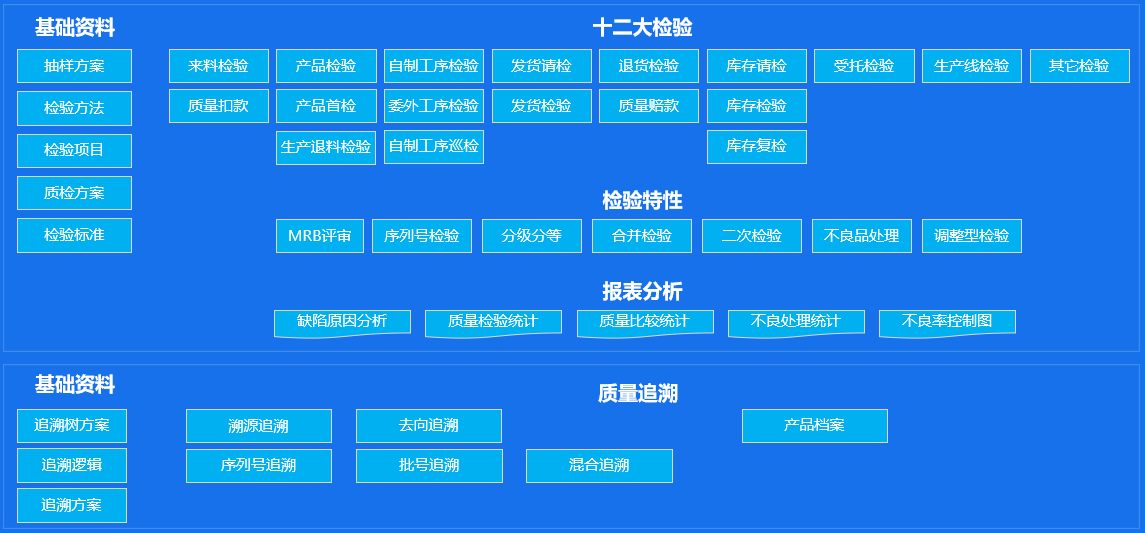 基础资料
抽样方案
检验方法
检验项目
质检方案
检验标准
十二大检验
来料检验 产品检验 自制工序检验 发货请检 退货检验 库存请检 受托检验 生产线检验 其它检验
质量扣款 产品首检 委外工序检验 发货检验 质量赔款 库存检验
生产退料检验 自制工序巡检 库存复检
检验特性
MRB评审 序列号检验 分级分等 合并检验 二次检验 不良品处理 调整型检验
报表分析
缺陷原因分析 质量检验统计 质量比较统计 不良处理统计 不良率控制图
基础资料
追溯树方案
追溯逻辑
追溯方案
质量追溯
溯源追溯 去向追溯 产品档案
序列号追溯 批号追溯 混合追溯